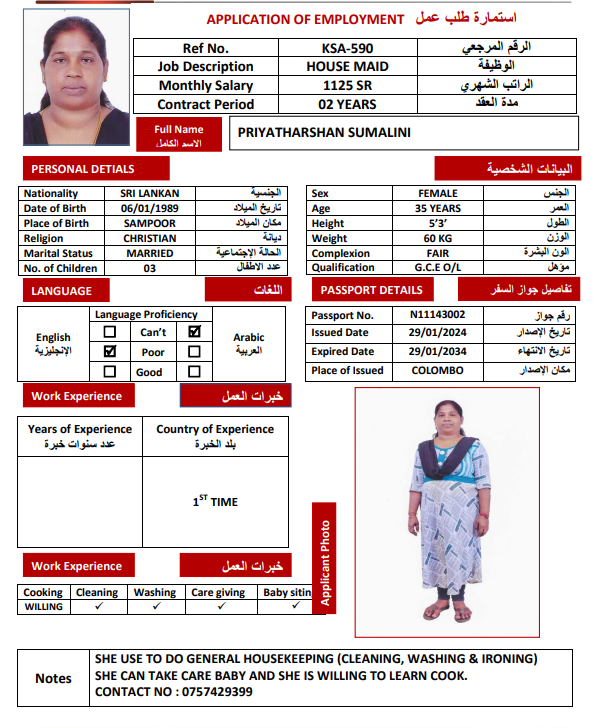 APPLICATION OF EMPLOYMENT استمارة طلب عمل
Ref No. KSA-590 الرقم المرجعي
Job Description HOUSE MAID الوظيفة
Monthly Salary 1125 SR الراتب الشهري
Contract Period 02 YEARS مدة العقد
Full Name
الاسم الكامل
PRIYATHARSHAN SUMALINI
PERSONAL DETIALS البيانات الشخصية
Nationality SRI LANKAN الجنسية
Date of Birth 06/01/1989 تاريخ الميلاد
Place of Birth SAMPOOR مكان الميلاد
Religion CHRISTIAN ديانة
Marital Status MARRIED الحالة الإجتماعية
No. of Children 03 عدد الاطفال
Sex FEMALE الجنس
Age 35 YEARS العمر
Height 5’3’ الطول
Weight 60 KG الوزن
Complexion FAIR الون البشرة
Qualification G.C.E O/L مؤهل
LANGUAGE اللغات
Language Proficiency
English
الإنجليزية
Can’t
Poor
Good
Arabic
العربية
PASSPORT DETAILS تفاصيل جواز السفر
Passport No. N11143002 رقم جواز
Issued Date 29/01/2024 تاريخ الإصدار
Expired Date 29/01/2034 تاريخ الانتهاء
Place of Issued COLOMBO مكان الإصدار
Work Experience خبرات العمل
Years of Experience
عدد سنوات خبرة
Country of Experience
بلد الخبرة
1ST TIME
Work Experience خبرات العمل
Cooking Cleaning Washing Care giving Baby siting
WILLING ✓ ✓ ✓ ✓
Applicant Photo
Notes
SHE USE TO DO GENERAL HOUSEKEEPING (CLEANING, WASHING & IRONING)
SHE CAN TAKE CARE BABY AND SHE IS WILLING TO LEARN COOK.
CONTACT NO : 0757429399